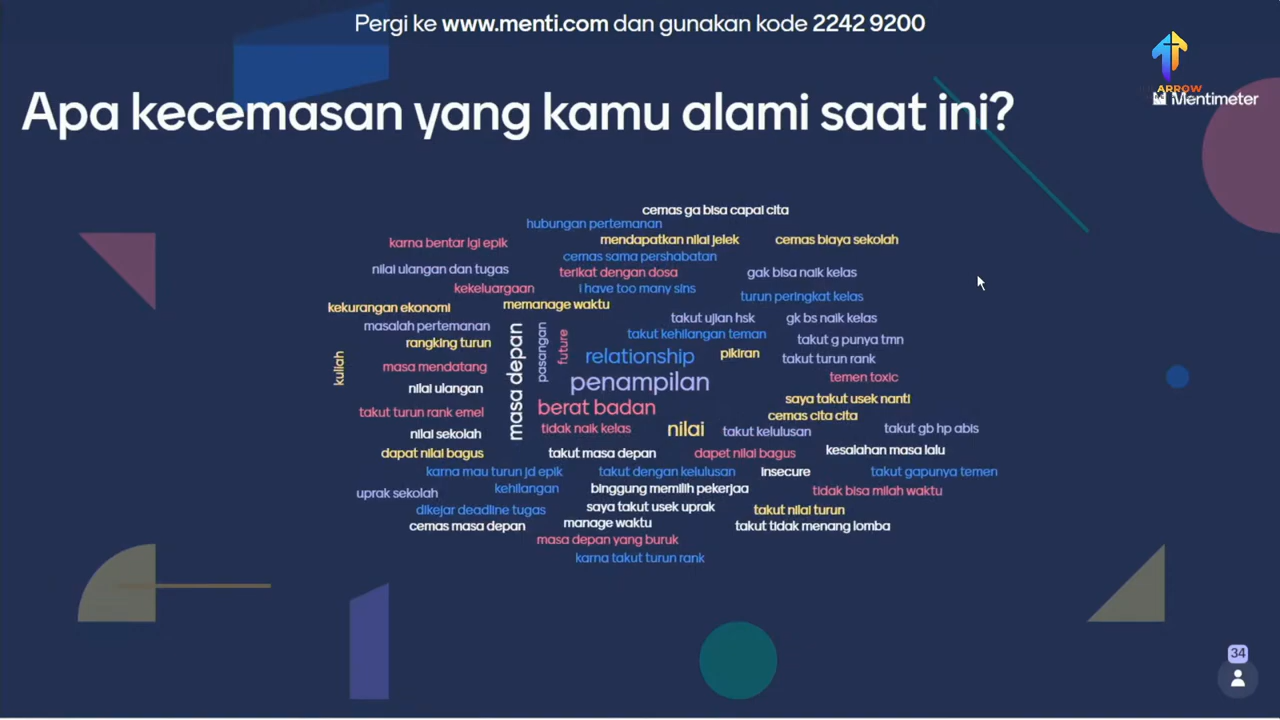 Pergi ke www.menti.com dan gunakan kode 2242 9200
ARROW
Mentimeter
Apa kecemasan yang kamu alami saat ini?
cemas ga bisa capai cita
hubungan pertemanan
karna bentar lgi epik
mendapatkan nilai jelek
cemas biaya sekolah
cemas sama pershabatan
nilai ulangan dan tugas
terikat dengan dosa
gak bisa naik kelas
kekeluargaan
i have too many sins
turun peringkat kelas
kekurangan ekonomi
memanage waktu
takut ujian hsk
gk bs naik kelas
masalah pertemanan
takut kehilangan teman
takut g punya tmn
rangking turun
masa depan
pasangan
future
relationship
pikiran
takut turun rank
kuliah
masa mendatang
penampilan
temen toxic
nilai ulangan
saya takut usek nanti
takut turun rank emel
berat badan
cemas cita cita
nilai sekolah
tidak naik kelas
nilai
takut kelulusan
takut gb hp abis
dapat nilai bagus
takut masa depan
dapet nilai bagus
kesalahan masa lalu
karna mau turun jd epik
takut dengan kelulusan
insecure
takut gapunya temen
uprak sekolah
kehilangan
binggung memilih pekerjaa
tidak bisa milah waktu
dikejar deadline tugas
saya takut usek uprak
takut nilai turun
cemas masa depan
manage waktu
takut tidak menang lomba
masa depan yang buruk
karna takut turun rank
34